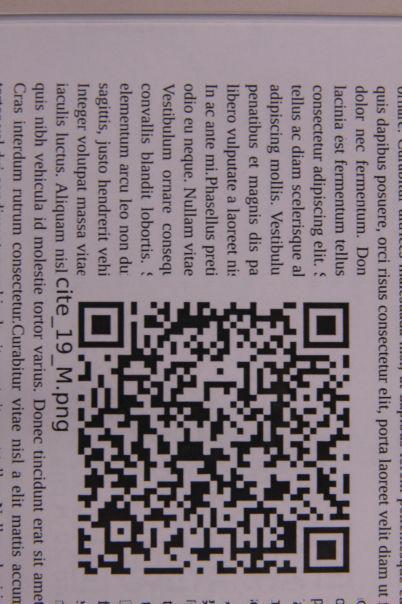 quis dapibus posuere, orci risus consectetur elit, porta laoreet velit diam ut
dolor nec fermentum. Don
lacinia est fermentum tellus
consectetur adipiscing elit. S
tellus ac diam scelerisque al
adipiscing mollis. Vestibulu
penatibus et magnis dis pa
libero vulputate a laoreet ni
In ac ante mi.Phasellus preti
odio eu neque. Nullam vitae
Vestibulum ornare consequ
convallis blandit lobortis. S
elementum arcu leo non du
sagittis, justo hendrerit vehi
Integer volutpat massa vitae
iaculis luctus. Aliquam nisl
cite_19_M.png
quis nibh vehicula id molestie tortor varius. Donec tincidunt erat sit amet
Cras interdum rutrum consectetur.Curabitur vitae nisl a elit mattis accum